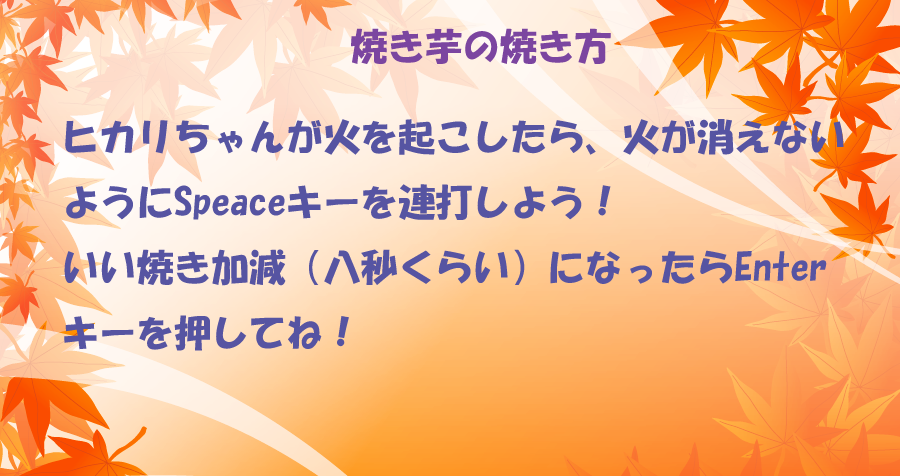 焼き芋の焼き方
ヒカリちゃんが火を起こしたら、火が消えない
ようにSpeaceキーを連打しよう！
いい焼き加減（八秒くらい）になったらEnter
キーを押してね！